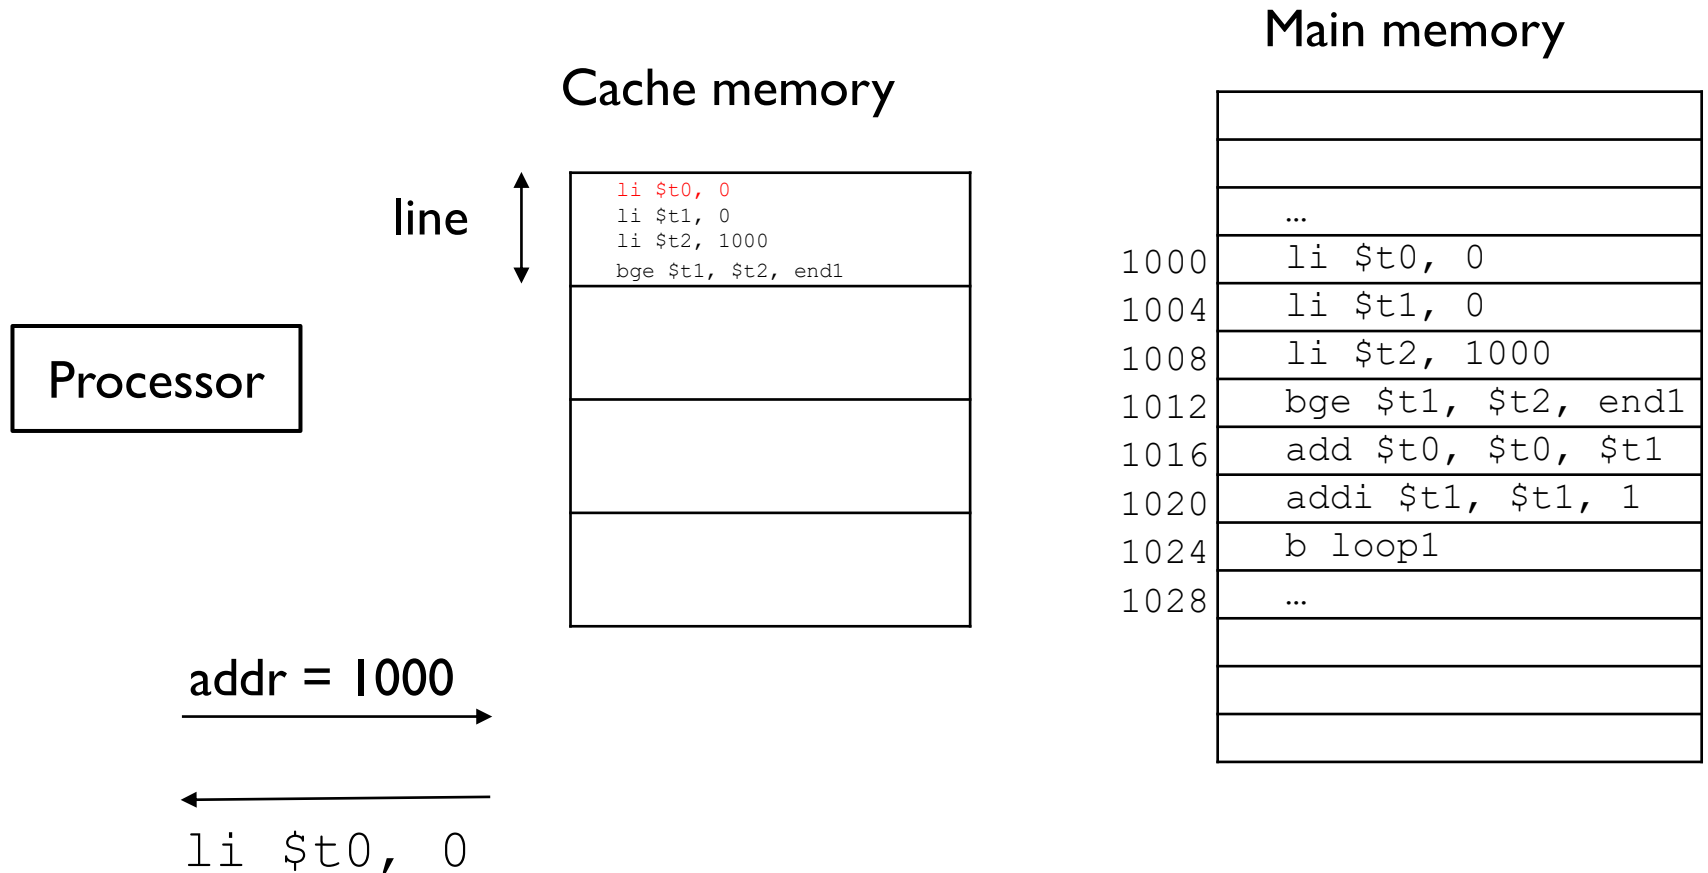 Main memory
Cache memory
line
li $t0, 0
li $t1, 0
li $t2, 1000
bge $t1, $t2, end1
Processor
…
1000 li $t0, 0
1004 li $t1, 0
1008 li $t2, 1000
1012 bge $t1, $t2, end1
1016 add $t0, $t0, $t1
1020 addi $t1, $t1, 1
1024 b loop1
1028 …
addr = 1000
li $t0, 0